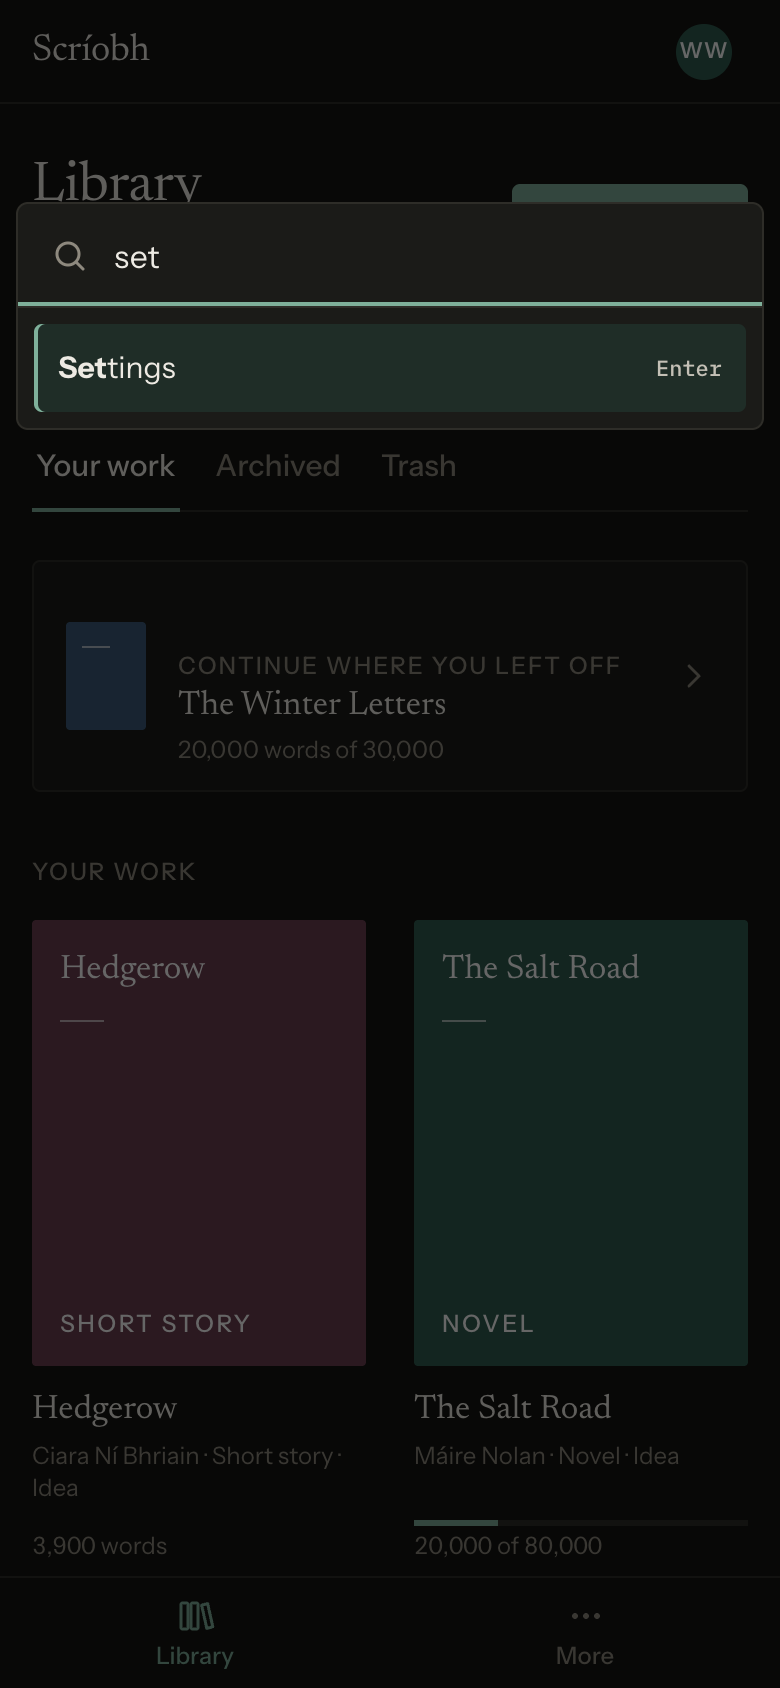 Scríobh
WW
Library
set
Settings
Enter
Your work
Archived
Trash
CONTINUE WHERE YOU LEFT OFF
The Winter Letters
20,000 words of 30,000
YOUR WORK
Hedgerow
SHORT STORY
The Salt Road
NOVEL
Hedgerow
Ciara Ní Bhriain · Short story ·
Idea
3,900 words
The Salt Road
Máire Nolan · Novel · Idea
20,000 of 80,000
Library
More